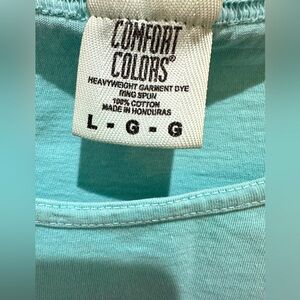 COMFORT
COLORS®
HEAVYWEIGHT GARMENT DYE
RING SPUN
100% COTTON
MADE IN HONDURAS
L - G - G